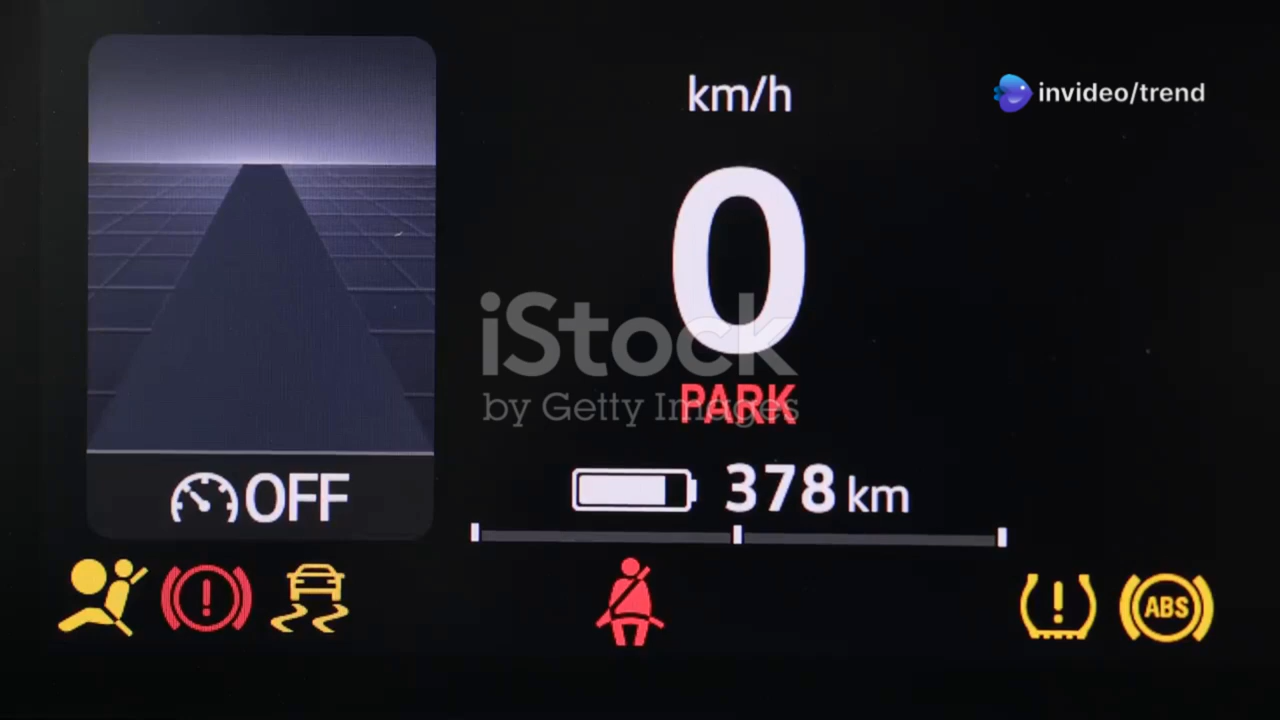 km/h
invideo/trend
0
iStock
by Getty Images
PARK
378 km
OFF
!
!
ABS